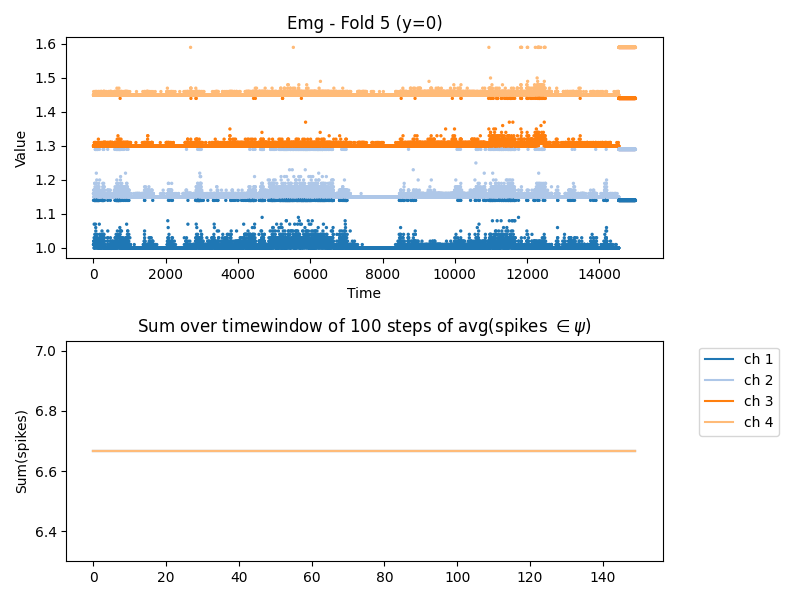 Emg - Fold 5 (y=0)
Value
1.6
1.5
1.4
1.3
1.2
1.1
1.0
0 2000 4000 6000 8000 10000 12000 14000
Time
Sum over timewindow of 100 steps of avg(spikes ∈ ψ)
Sum(spikes)
7.0
6.8
6.6
6.4
0 20 40 60 80 100 120 140
ch 1
ch 2
ch 3
ch 4